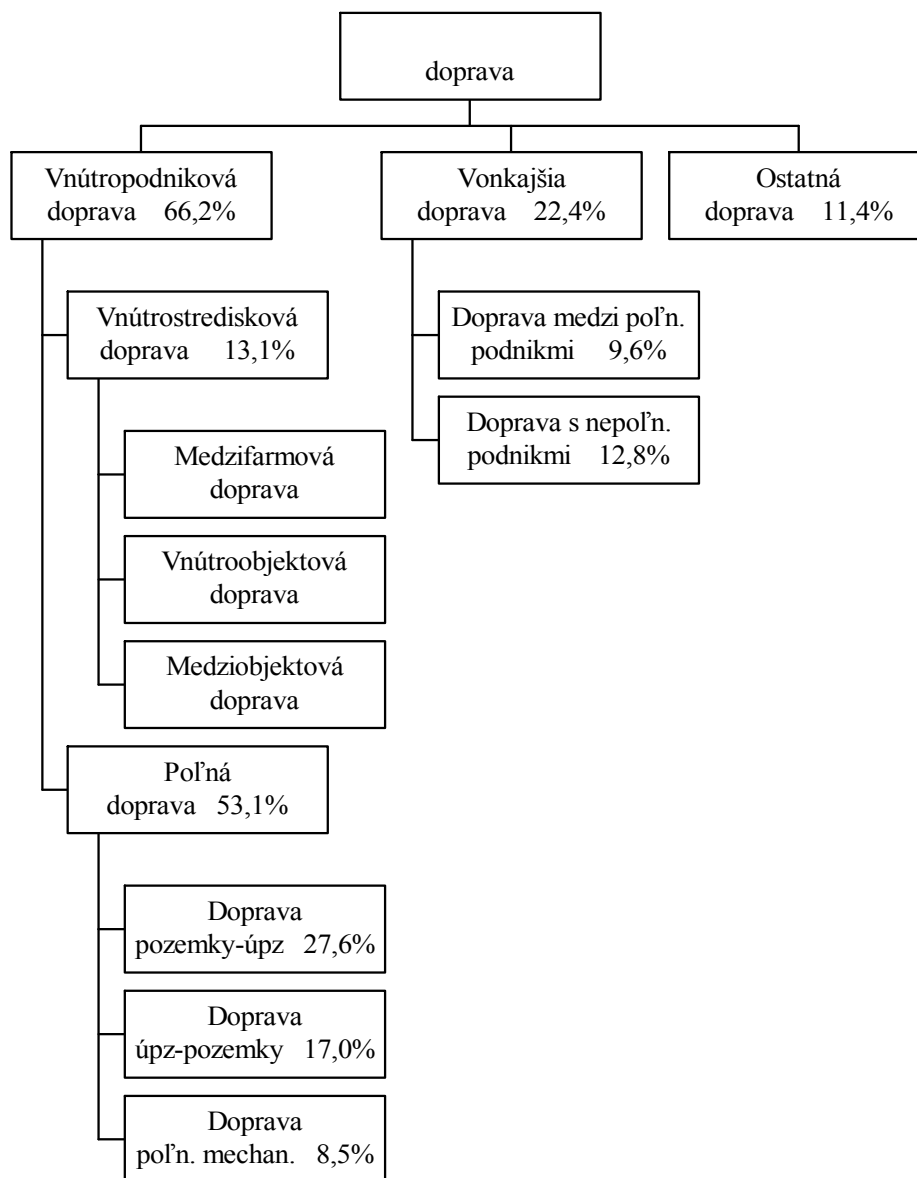 doprava
Vnútropodniková
doprava 66,2%
Vonkajšia
doprava 22,4%
Ostatná
doprava 11,4%
Vnútrostredisková
doprava 13,1%
Doprava medzi poľn.
podnikmi 9,6%
Doprava s nepoľn.
podnikmi 12,8%
Medzifarmová
doprava
Vnútroobjektová
doprava
Medziobjektová
doprava
Poľná
doprava 53,1%
Doprava
pozemky-úpz 27,6%
Doprava
úpz-pozemky 17,0%
Doprava
poľn. mechan. 8,5%